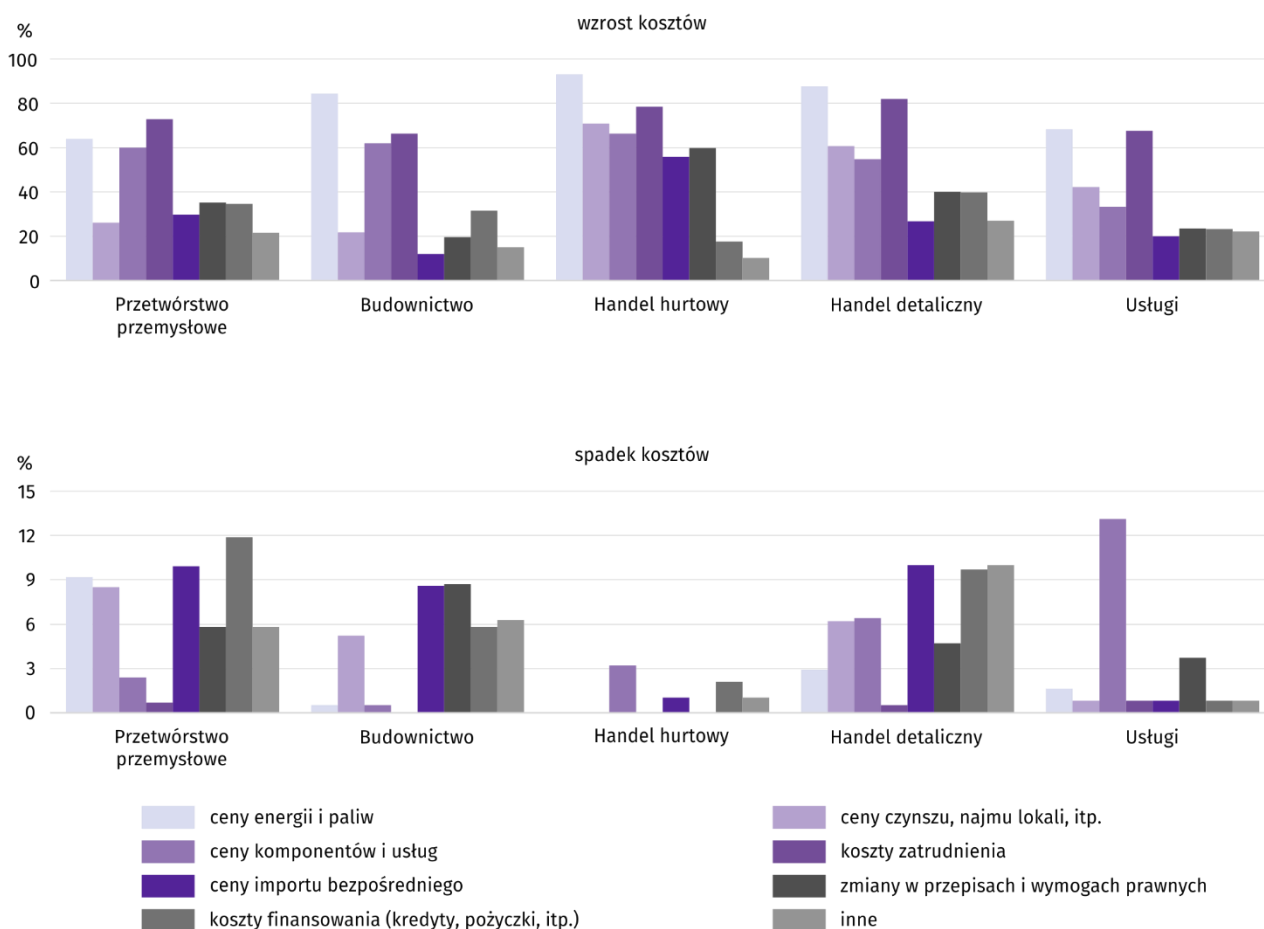 wzrost kosztów
%
100
80
60
40
20
0
Przetwórstwo
przemysłowe
Budownictwo
Handel hurtowy
Handel detaliczny
Usługi
spadek kosztów
%
15
12
9
6
3
0
Przetwórstwo
przemysłowe
Budownictwo
Handel hurtowy
Handel detaliczny
Usługi
ceny energii i paliw
ceny czynszu, najmu lokali, itp.
ceny komponentów i usług
koszty zatrudnienia
ceny importu bezpośredniego
zmiany w przepisach i wymogach prawnych
koszty finansowania (kredyty, pożyczki, itp.)
inne